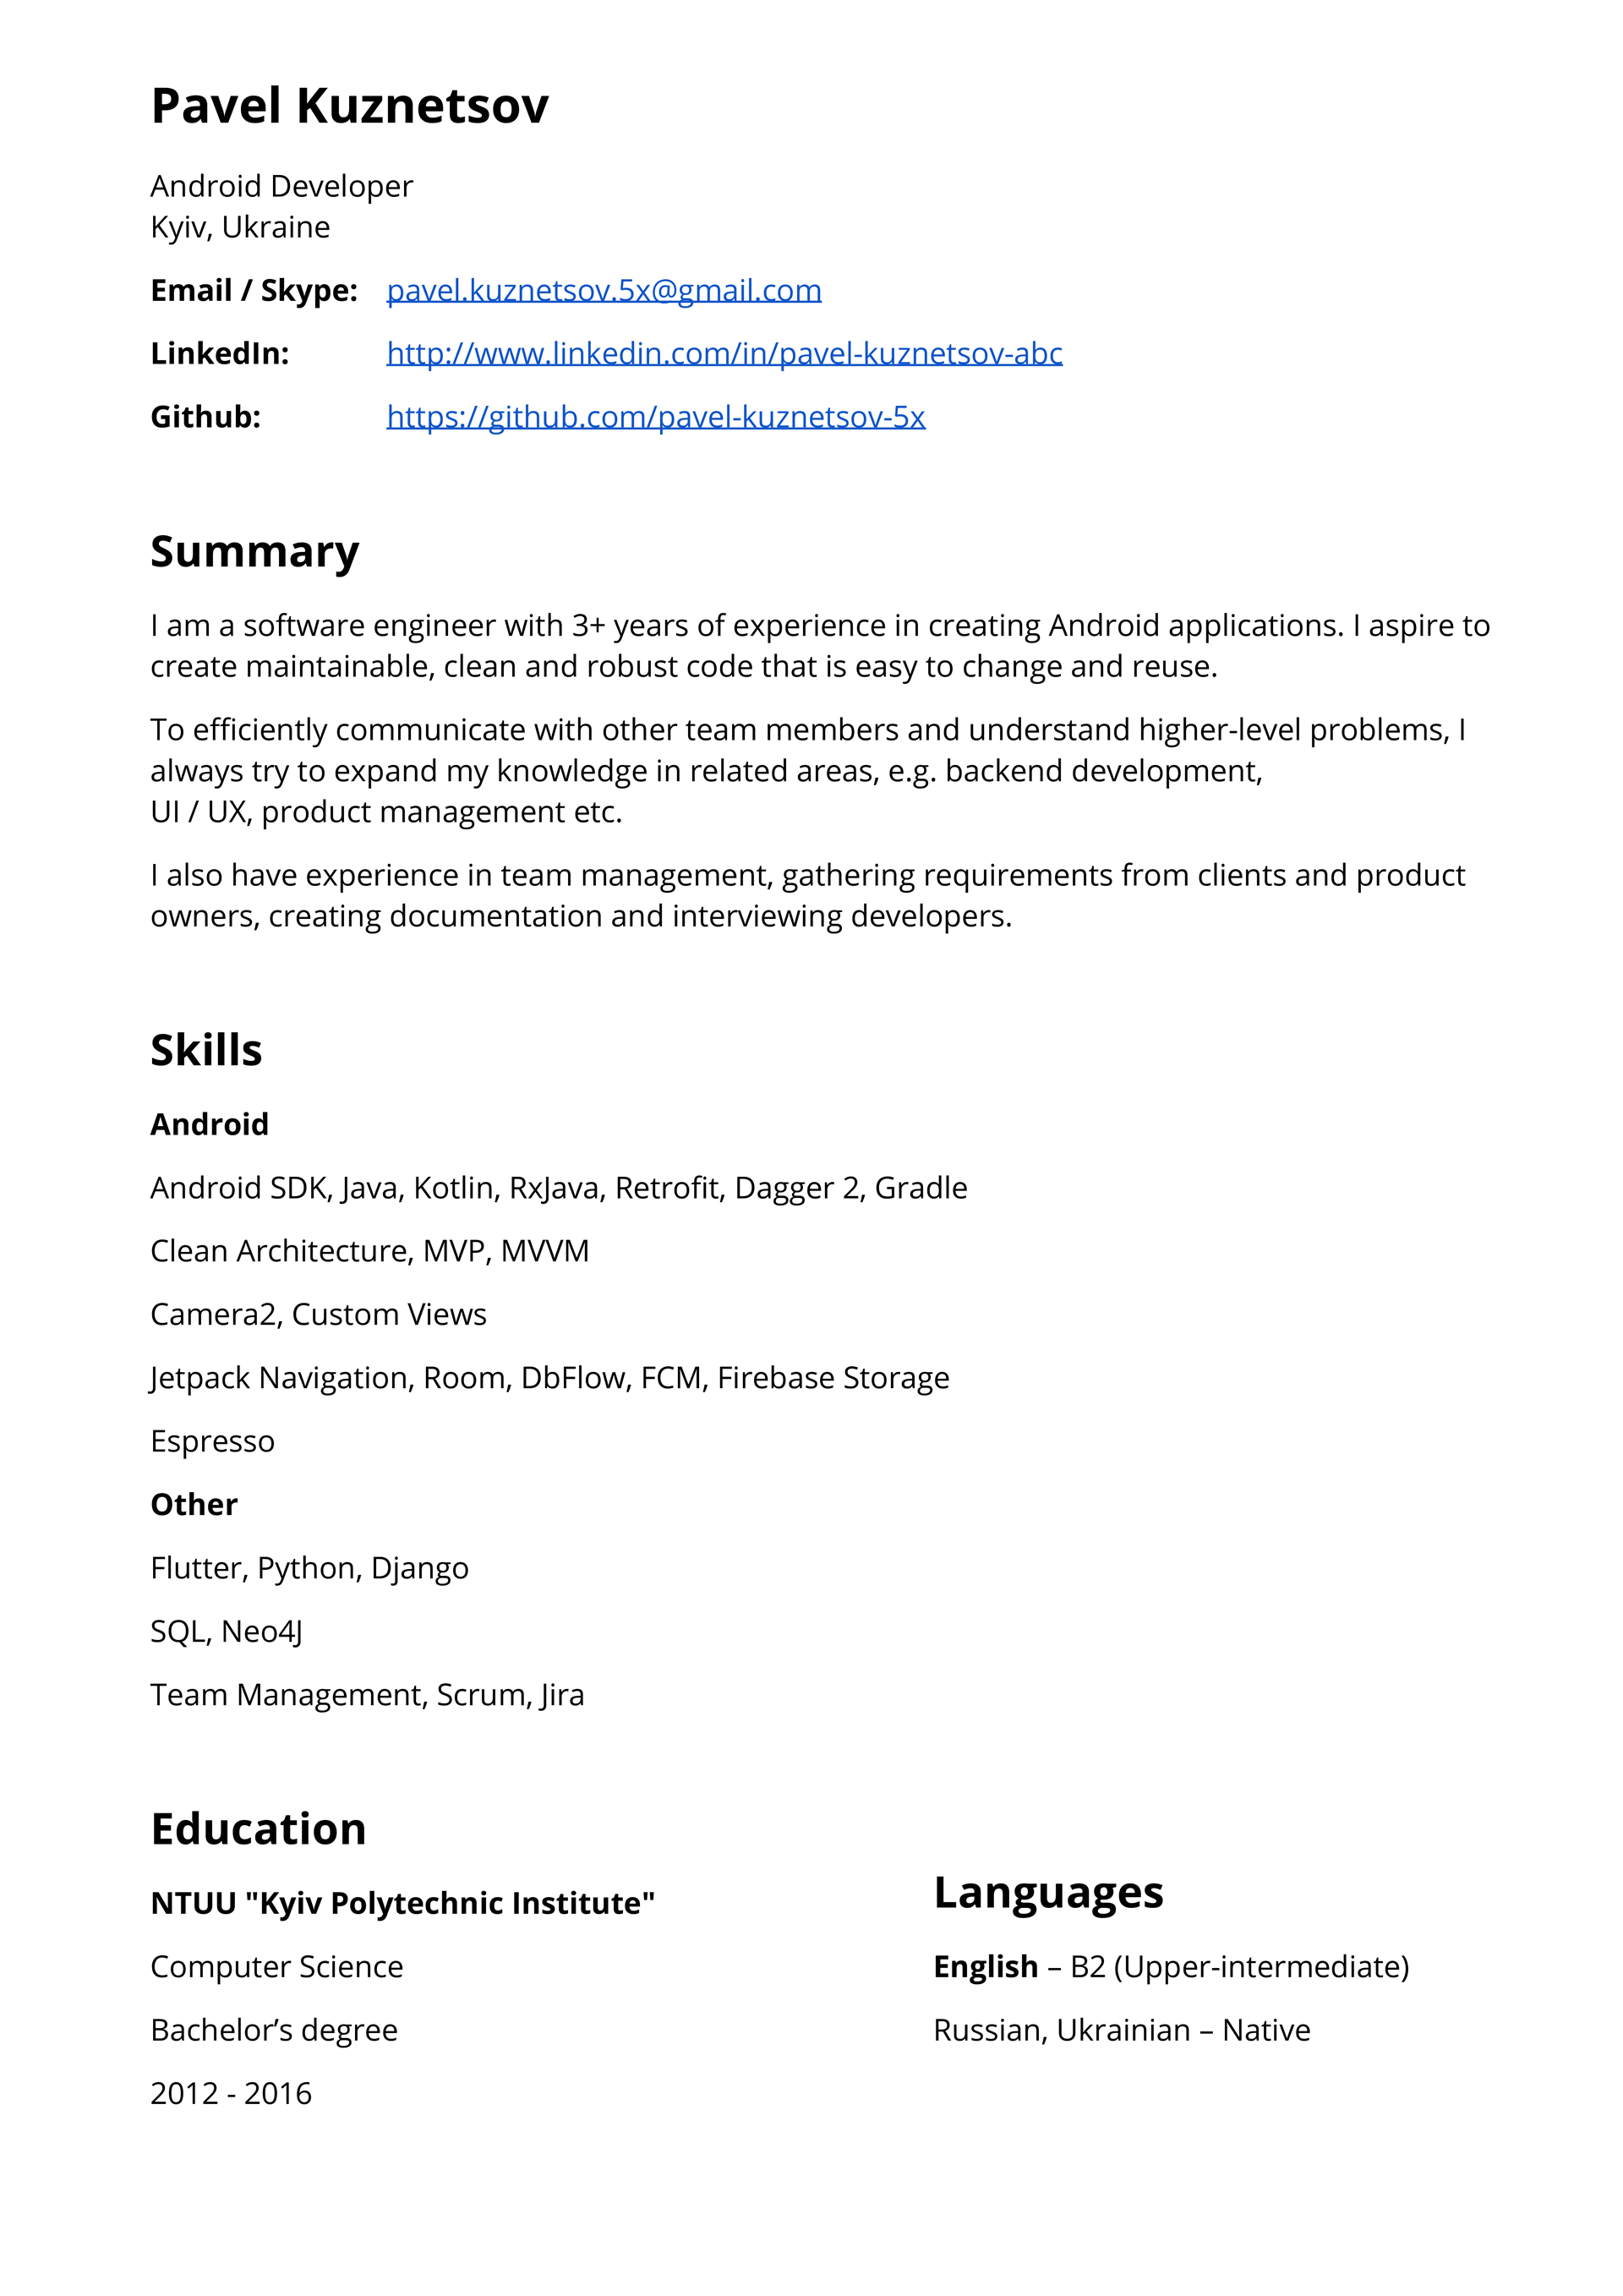 Pavel Kuznetsov
Android Developer
Kyiv, Ukraine
Email / Skype: pavel.kuznetsov.5x@gmail.com
LinkedIn: http://www.linkedin.com/in/pavel-kuznetsov-abc
Github: https://github.com/pavel-kuznetsov-5x
Summary
I am a software engineer with 3+ years of experience in creating Android applications. I aspire to
create maintainable, clean and robust code that is easy to change and reuse.
To efficiently communicate with other team members and understand higher-level problems, I
always try to expand my knowledge in related areas, e.g. backend development,
UI / UX, product management etc.
I also have experience in team management, gathering requirements from clients and product
owners, creating documentation and interviewing developers.
Skills
Android
Android SDK, Java, Kotlin, RxJava, Retrofit, Dagger 2, Gradle
Clean Architecture, MVP, MVVM
Camera2, Custom Views
Jetpack Navigation, Room, DbFlow, FCM, Firebase Storage
Espresso
Other
Flutter, Python, Django
SQL, Neo4J
Team Management, Scrum, Jira
Education
NTUU "Kyiv Polytechnic Institute"
Computer Science
Bachelor’s degree
2012 - 2016
Languages
English – B2 (Upper-intermediate)
Russian, Ukrainian – Native